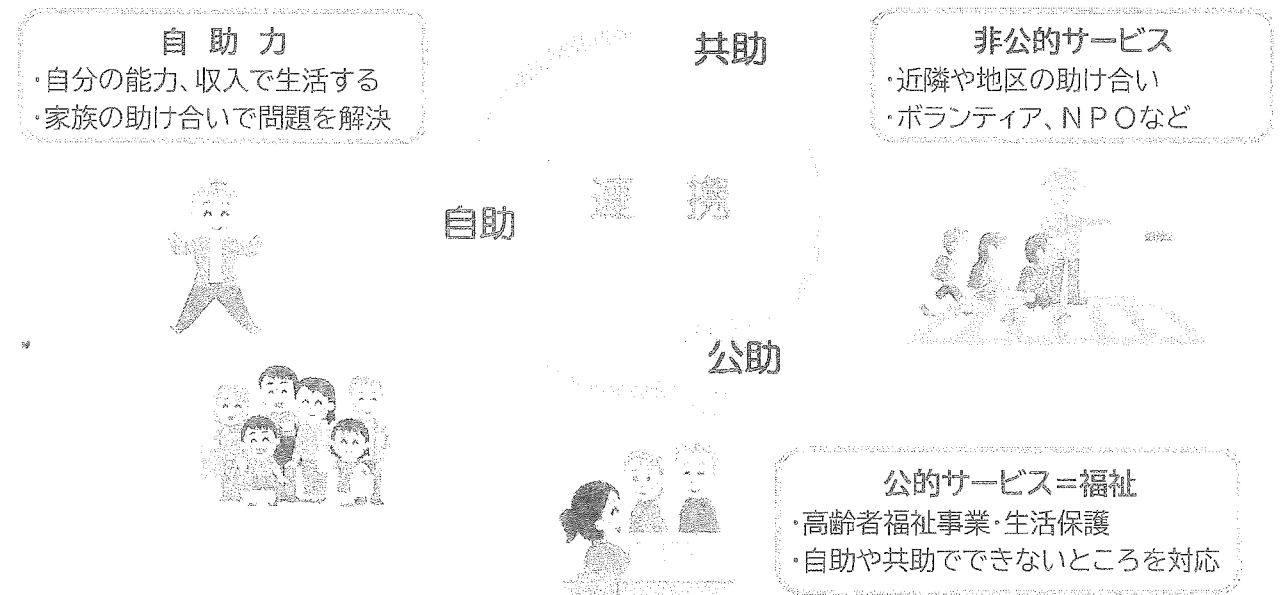 自助力
・自分の能力、収入で生活する
・家族の助け合いで問題を解決
共助
非公的サービス
・近隣や地区の助け合い
・ボランティア、NPOなど
連携
自助
公助
公的サービス=福祉
・高齢者福祉事業・生活保護
・自助や共助でできないところを対応